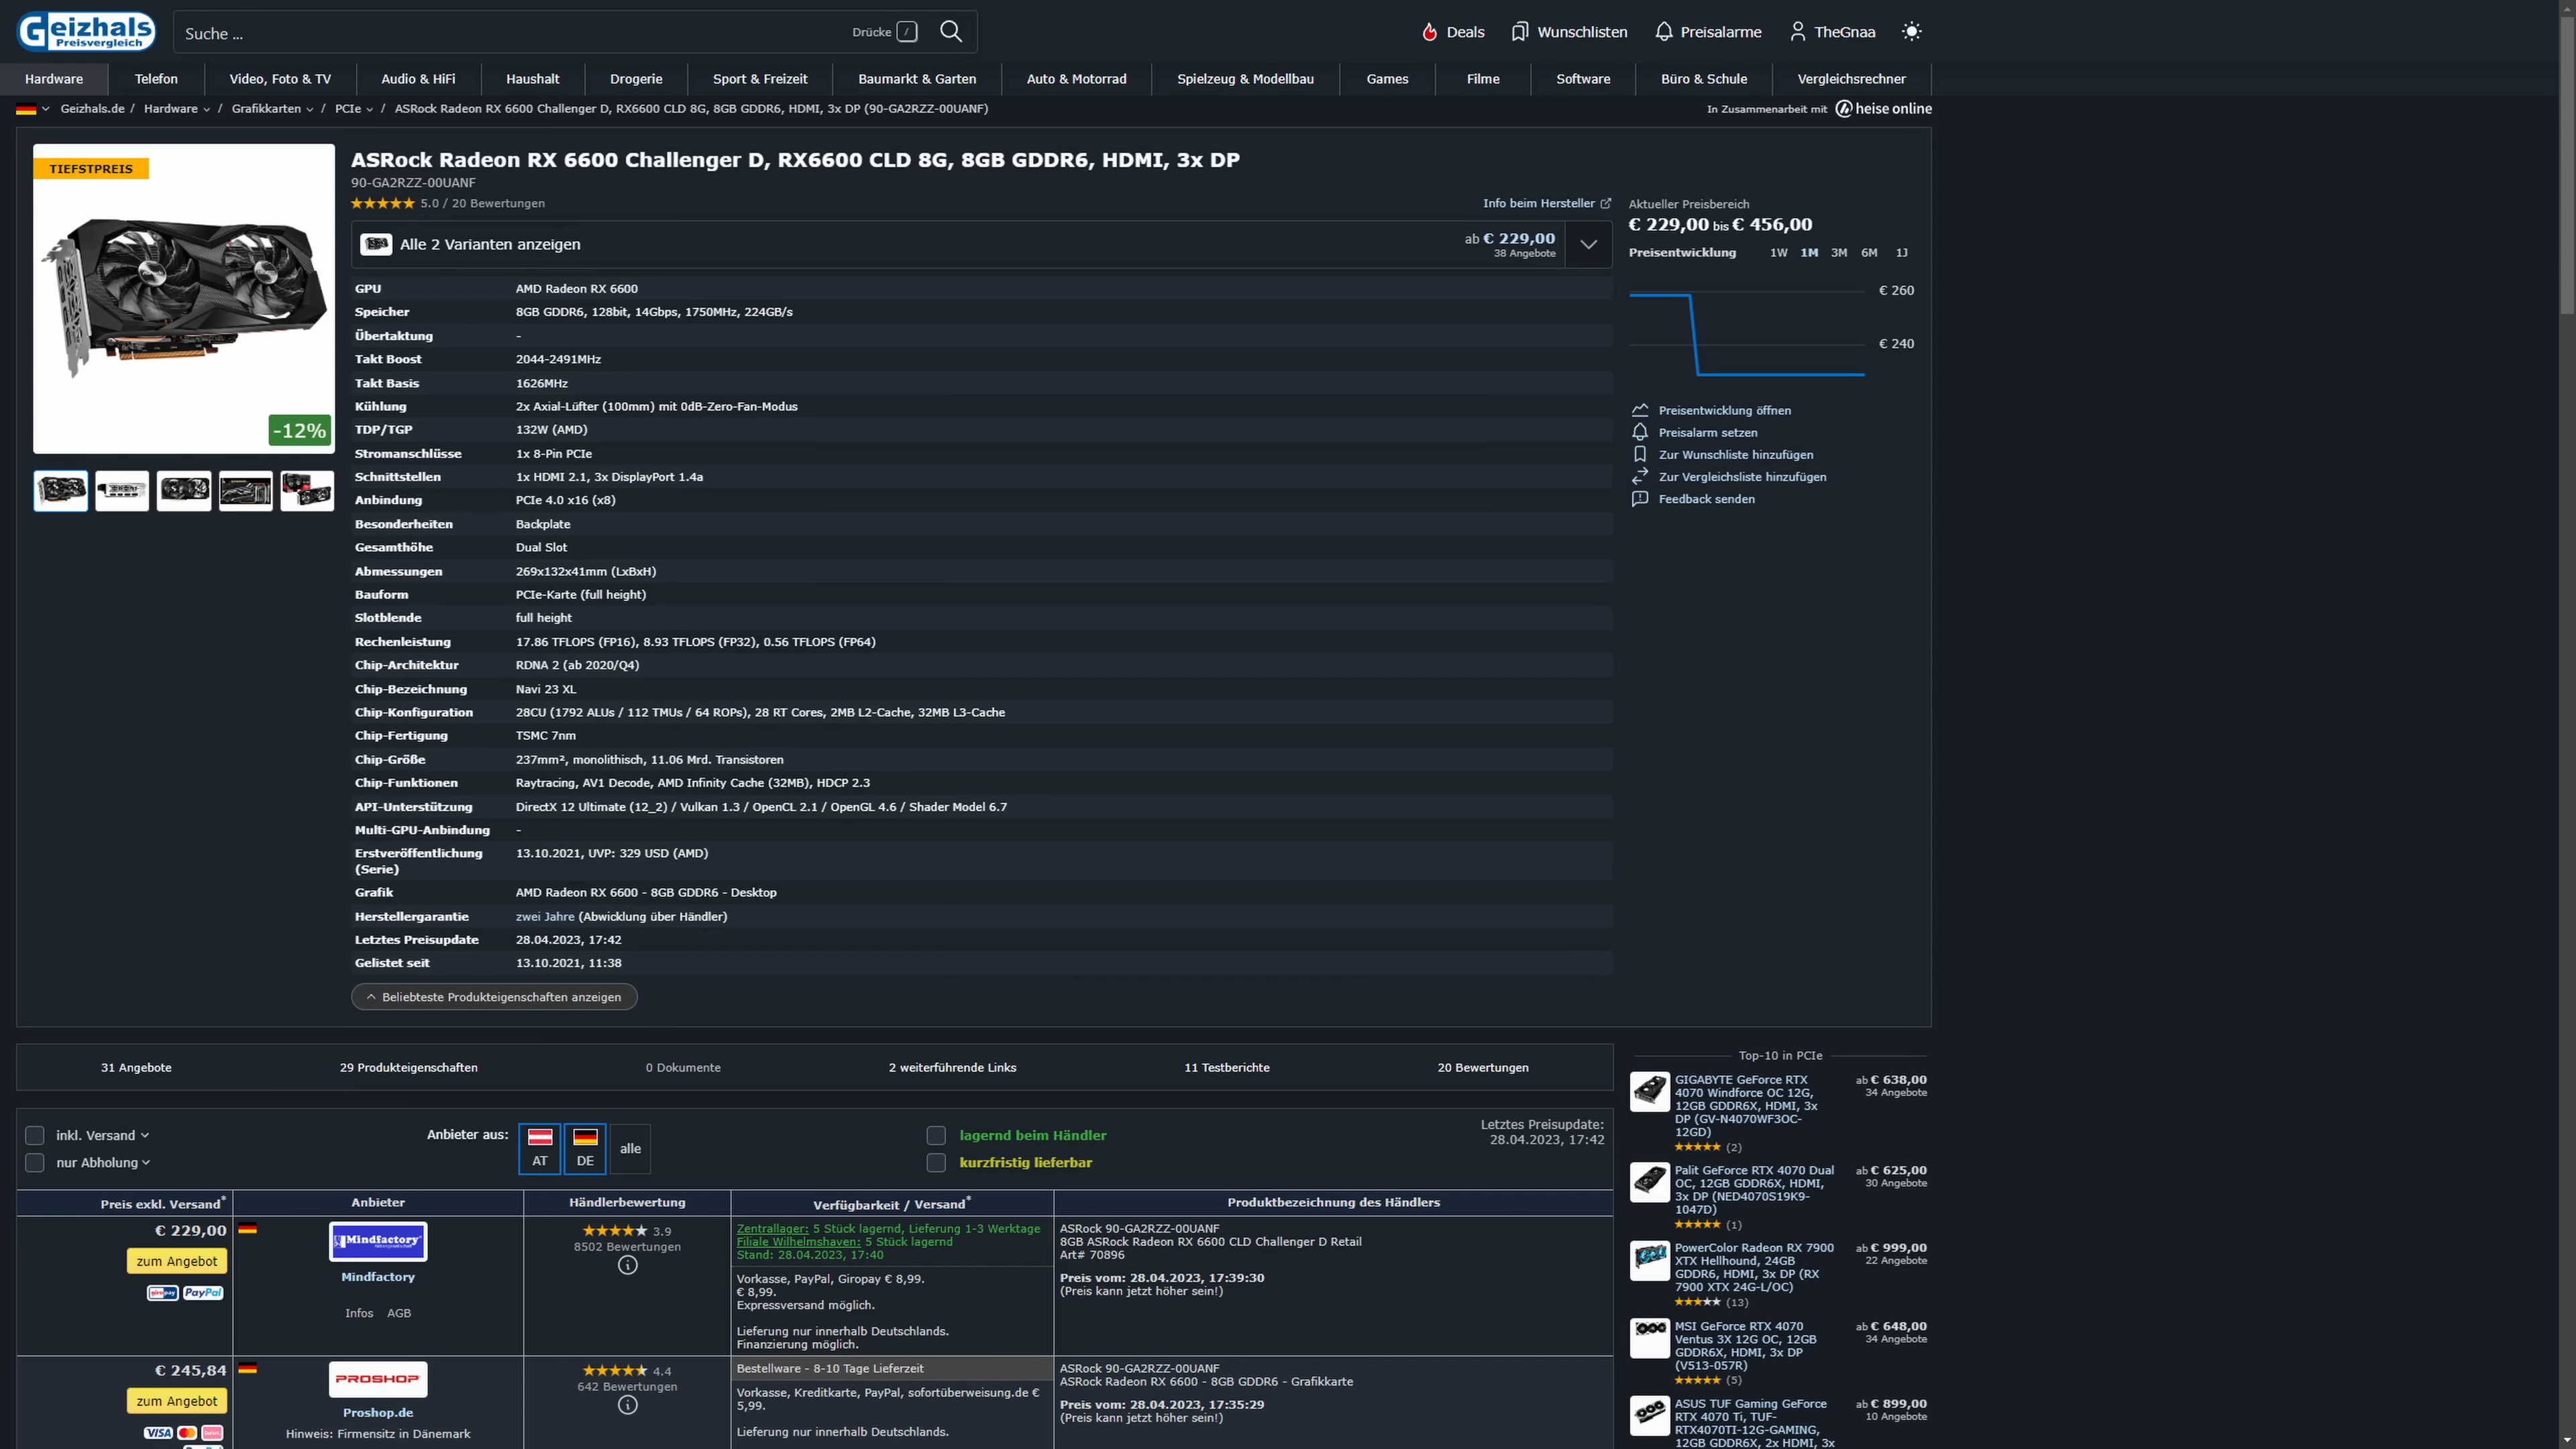 Geizhals
Preisvergleich
Suche ...
Drücke /
Deals
Wunschlisten
Preisalarme
TheGnaa
Hardware
Telefon
Video, Foto & TV
Audio & HiFi
Haushalt
Drogerie
Sport & Freizeit
Baumarkt & Garten
Auto & Motorrad
Spielzeug & Modellbau
Games
Filme
Software
Büro & Schule
Vergleichsrechner
Geizhals.de / Hardware / Grafikkarten / PCIe / ASRock Radeon RX 6600 Challenger D, RX6600 CLD 8G, 8GB GDDR6, HDMI, 3x DP (90-GA2RZZ-00UANF)
In Zusammenarbeit mit heise online
TIEFSTPREIS
-12%
ASRock Radeon RX 6600 Challenger D, RX6600 CLD 8G, 8GB GDDR6, HDMI, 3x DP
90-GA2RZZ-00UANF
5.0 / 20 Bewertungen
Info beim Hersteller
Alle 2 Varianten anzeigen
ab € 229,00
38 Angebote
GPU AMD Radeon RX 6600
Speicher 8GB GDDR6, 128bit, 14Gbps, 1750MHz, 224GB/s
Übertaktung -
Takt Boost 2044-2491MHz
Takt Basis 1626MHz
Kühlung 2x Axial-Lüfter (100mm) mit 0dB-Zero-Fan-Modus
TDP/TGP 132W (AMD)
Stromanschlüsse 1x 8-Pin PCIe
Schnittstellen 1x HDMI 2.1, 3x DisplayPort 1.4a
Anbindung PCIe 4.0 x16 (x8)
Besonderheiten Backplate
Gesamthöhe Dual Slot
Abmessungen 269x132x41mm (LxBxH)
Bauform PCIe-Karte (full height)
Slotblende full height
Rechenleistung 17.86 TFLOPS (FP16), 8.93 TFLOPS (FP32), 0.56 TFLOPS (FP64)
Chip-Architektur RDNA 2 (ab 2020/Q4)
Chip-Bezeichnung Navi 23 XL
Chip-Konfiguration 28CU (1792 ALUs / 112 TMUs / 64 ROPs), 28 RT Cores, 2MB L2-Cache, 32MB L3-Cache
Chip-Fertigung TSMC 7nm
Chip-Größe 237mm², monolithisch, 11.06 Mrd. Transistoren
Chip-Funktionen Raytracing, AV1 Decode, AMD Infinity Cache (32MB), HDCP 2.3
API-Unterstützung DirectX 12 Ultimate (12_2) / Vulkan 1.3 / OpenCL 2.1 / OpenGL 4.6 / Shader Model 6.7
Multi-GPU-Anbindung -
Erstveröffentlichung 13.10.2021, UVP: 329 USD (AMD)
(Serie)
Grafik AMD Radeon RX 6600 - 8GB GDDR6 - Desktop
Herstellergarantie zwei Jahre (Abwicklung über Händler)
Letztes Preisupdate 28.04.2023, 17:42
Gelistet seit 13.10.2021, 11:38
Beliebteste Produkteigenschaften anzeigen
Aktueller Preisbereich
€ 229,00 bis € 456,00
Preisentwicklung 1W 1M 3M 6M 1J
€ 260
€ 240
Preisentwicklung öffnen
Preisalarm setzen
Zur Wunschliste hinzufügen
Zur Vergleichsliste hinzufügen
Feedback senden
31 Angebote
29 Produkteigenschaften
0 Dokumente
2 weiterführende Links
11 Testberichte
20 Bewertungen
inkl. Versand
nur Abholung
Anbieter aus:
AT
DE
alle
lagernd beim Händler
kurzfristig lieferbar
Letztes Preisupdate:
28.04.2023, 17:42
Preis exkl. Versand*
Anbieter
Händlerbewertung
Verfügbarkeit / Versand*
Produktbezeichnung des Händlers
€ 229,00
zum Angebot
giropay PayPal
Mindfactory
Mindfactory
Infos AGB
3.9
8502 Bewertungen
Zentrallager: 5 Stück lagernd, Lieferung 1-3 Werktage
Filiale Wilhelmshaven: 5 Stück lagernd
Stand: 28.04.2023, 17:40
Vorkasse, PayPal, Giropay € 8,99.
€ 8,99.
Expressversand möglich.
Lieferung nur innerhalb Deutschlands.
Finanzierung möglich.
ASRock 90-GA2RZZ-00UANF
8GB ASRock Radeon RX 6600 CLD Challenger D Retail
Art# 70896
Preis vom: 28.04.2023, 17:39:30
(Preis kann jetzt höher sein!)
€ 245,84
zum Angebot
VISA
PROSHOP
Proshop.de
Hinweis: Firmensitz in Dänemark
4.4
642 Bewertungen
Bestellware - 8-10 Tage Lieferzeit
Vorkasse, Kreditkarte, PayPal, sofortüberweisung.de €
5,99.
Lieferung nur innerhalb Deutschlands.
ASRock 90-GA2RZZ-00UANF
ASRock Radeon RX 6600 - 8GB GDDR6 - Grafikkarte
Preis vom: 28.04.2023, 17:35:29
(Preis kann jetzt höher sein!)
Top-10 in PCIe
GIGABYTE GeForce RTX
4070 Windforce OC 12G,
12GB GDDR6X, HDMI, 3x
DP (GV-N4070WF3OC-
12GD)
(2)
ab € 638,00
34 Angebote
Palit GeForce RTX 4070 Dual
OC, 12GB GDDR6X, HDMI,
3x DP (NED4070S19K9-
1047D)
(1)
ab € 625,00
30 Angebote
PowerColor Radeon RX 7900
XTX Hellhound, 24GB
GDDR6, HDMI, 3x DP (RX
7900 XTX 24G-L/OC)
(13)
ab € 999,00
22 Angebote
MSI GeForce RTX 4070
Ventus 3X 12G OC, 12GB
GDDR6X, HDMI, 3x DP
(V513-057R)
(5)
ab € 648,00
34 Angebote
ASUS TUF Gaming GeForce
RTX 4070 Ti, TUF-
RTX4070TI-12G-GAMING,
12GB GDDR6X, 2x HDMI, 3x
ab € 899,00
10 Angebote